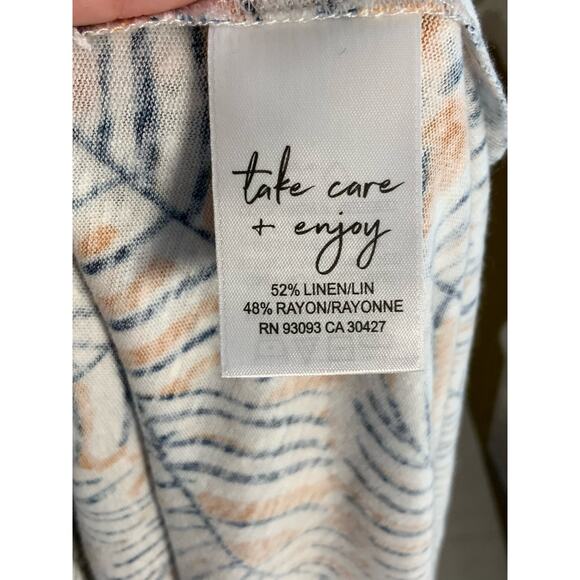 take care
+ enjoy
52% LINEN/LIN
48% RAYON/RAYONNE
RN 93093 CA 30427